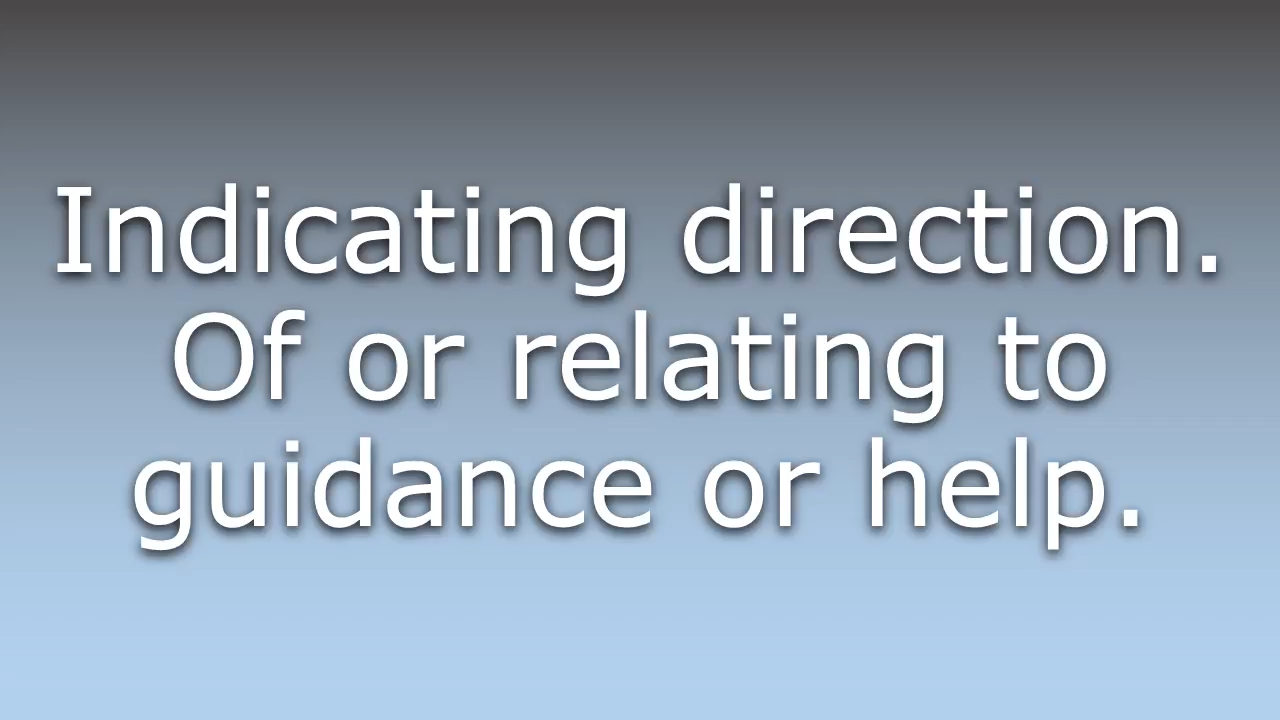 Indicating direction.
Of or relating to
guidance or help.